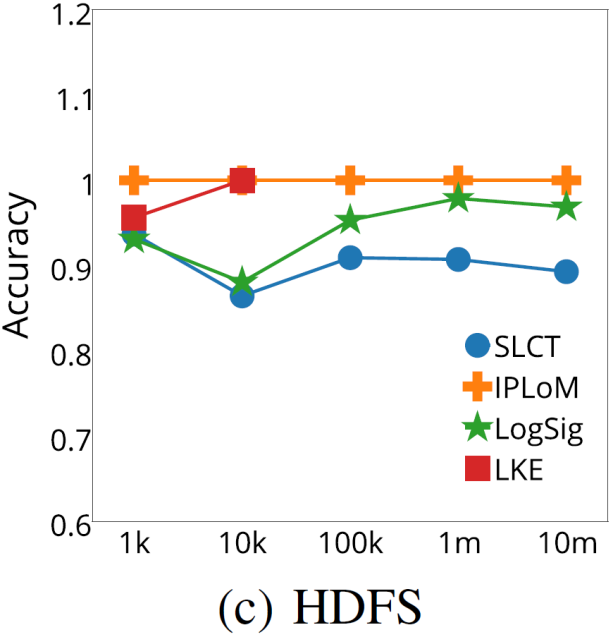 1.2
1.1
1
0.9
0.8
0.7
0.6
Accuracy
SLCT
IPLoM
LogSig
LKE
1k 10k 100k 1m 10m
(c) HDFS